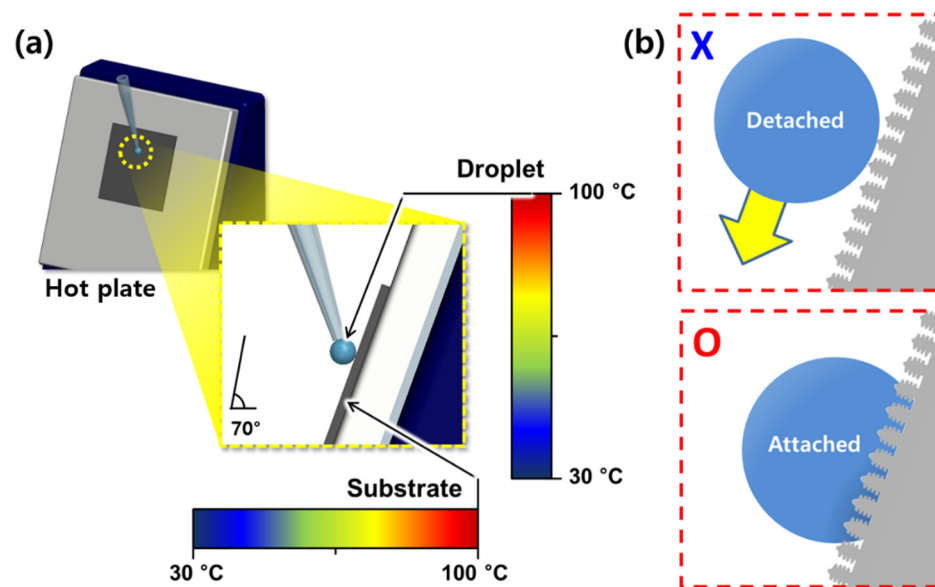 (a)
Hot plate
Droplet
100 °C
30 °C
70°
Substrate
30 °C
100 °C
(b)
X
Detached
O
Attached